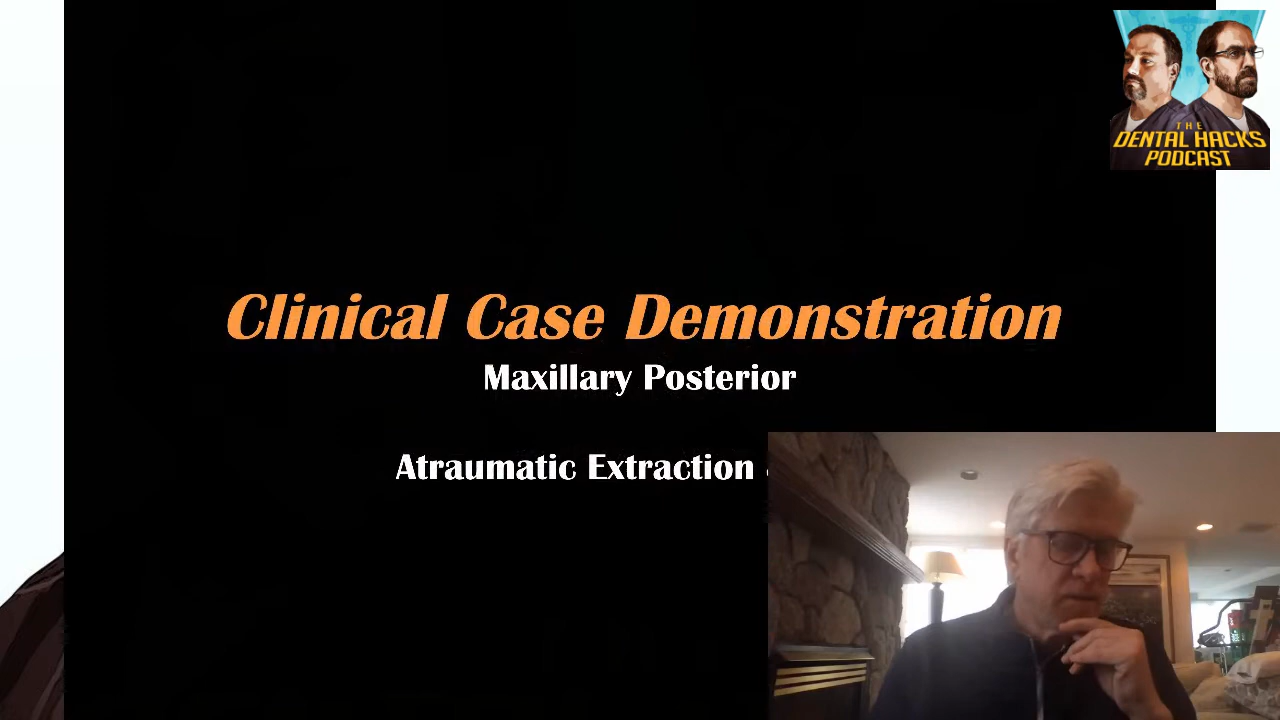 THE
DENTAL HACKS
PODCAST
Clinical Case Demonstration
Maxillary Posterior
Atraumatic Extraction